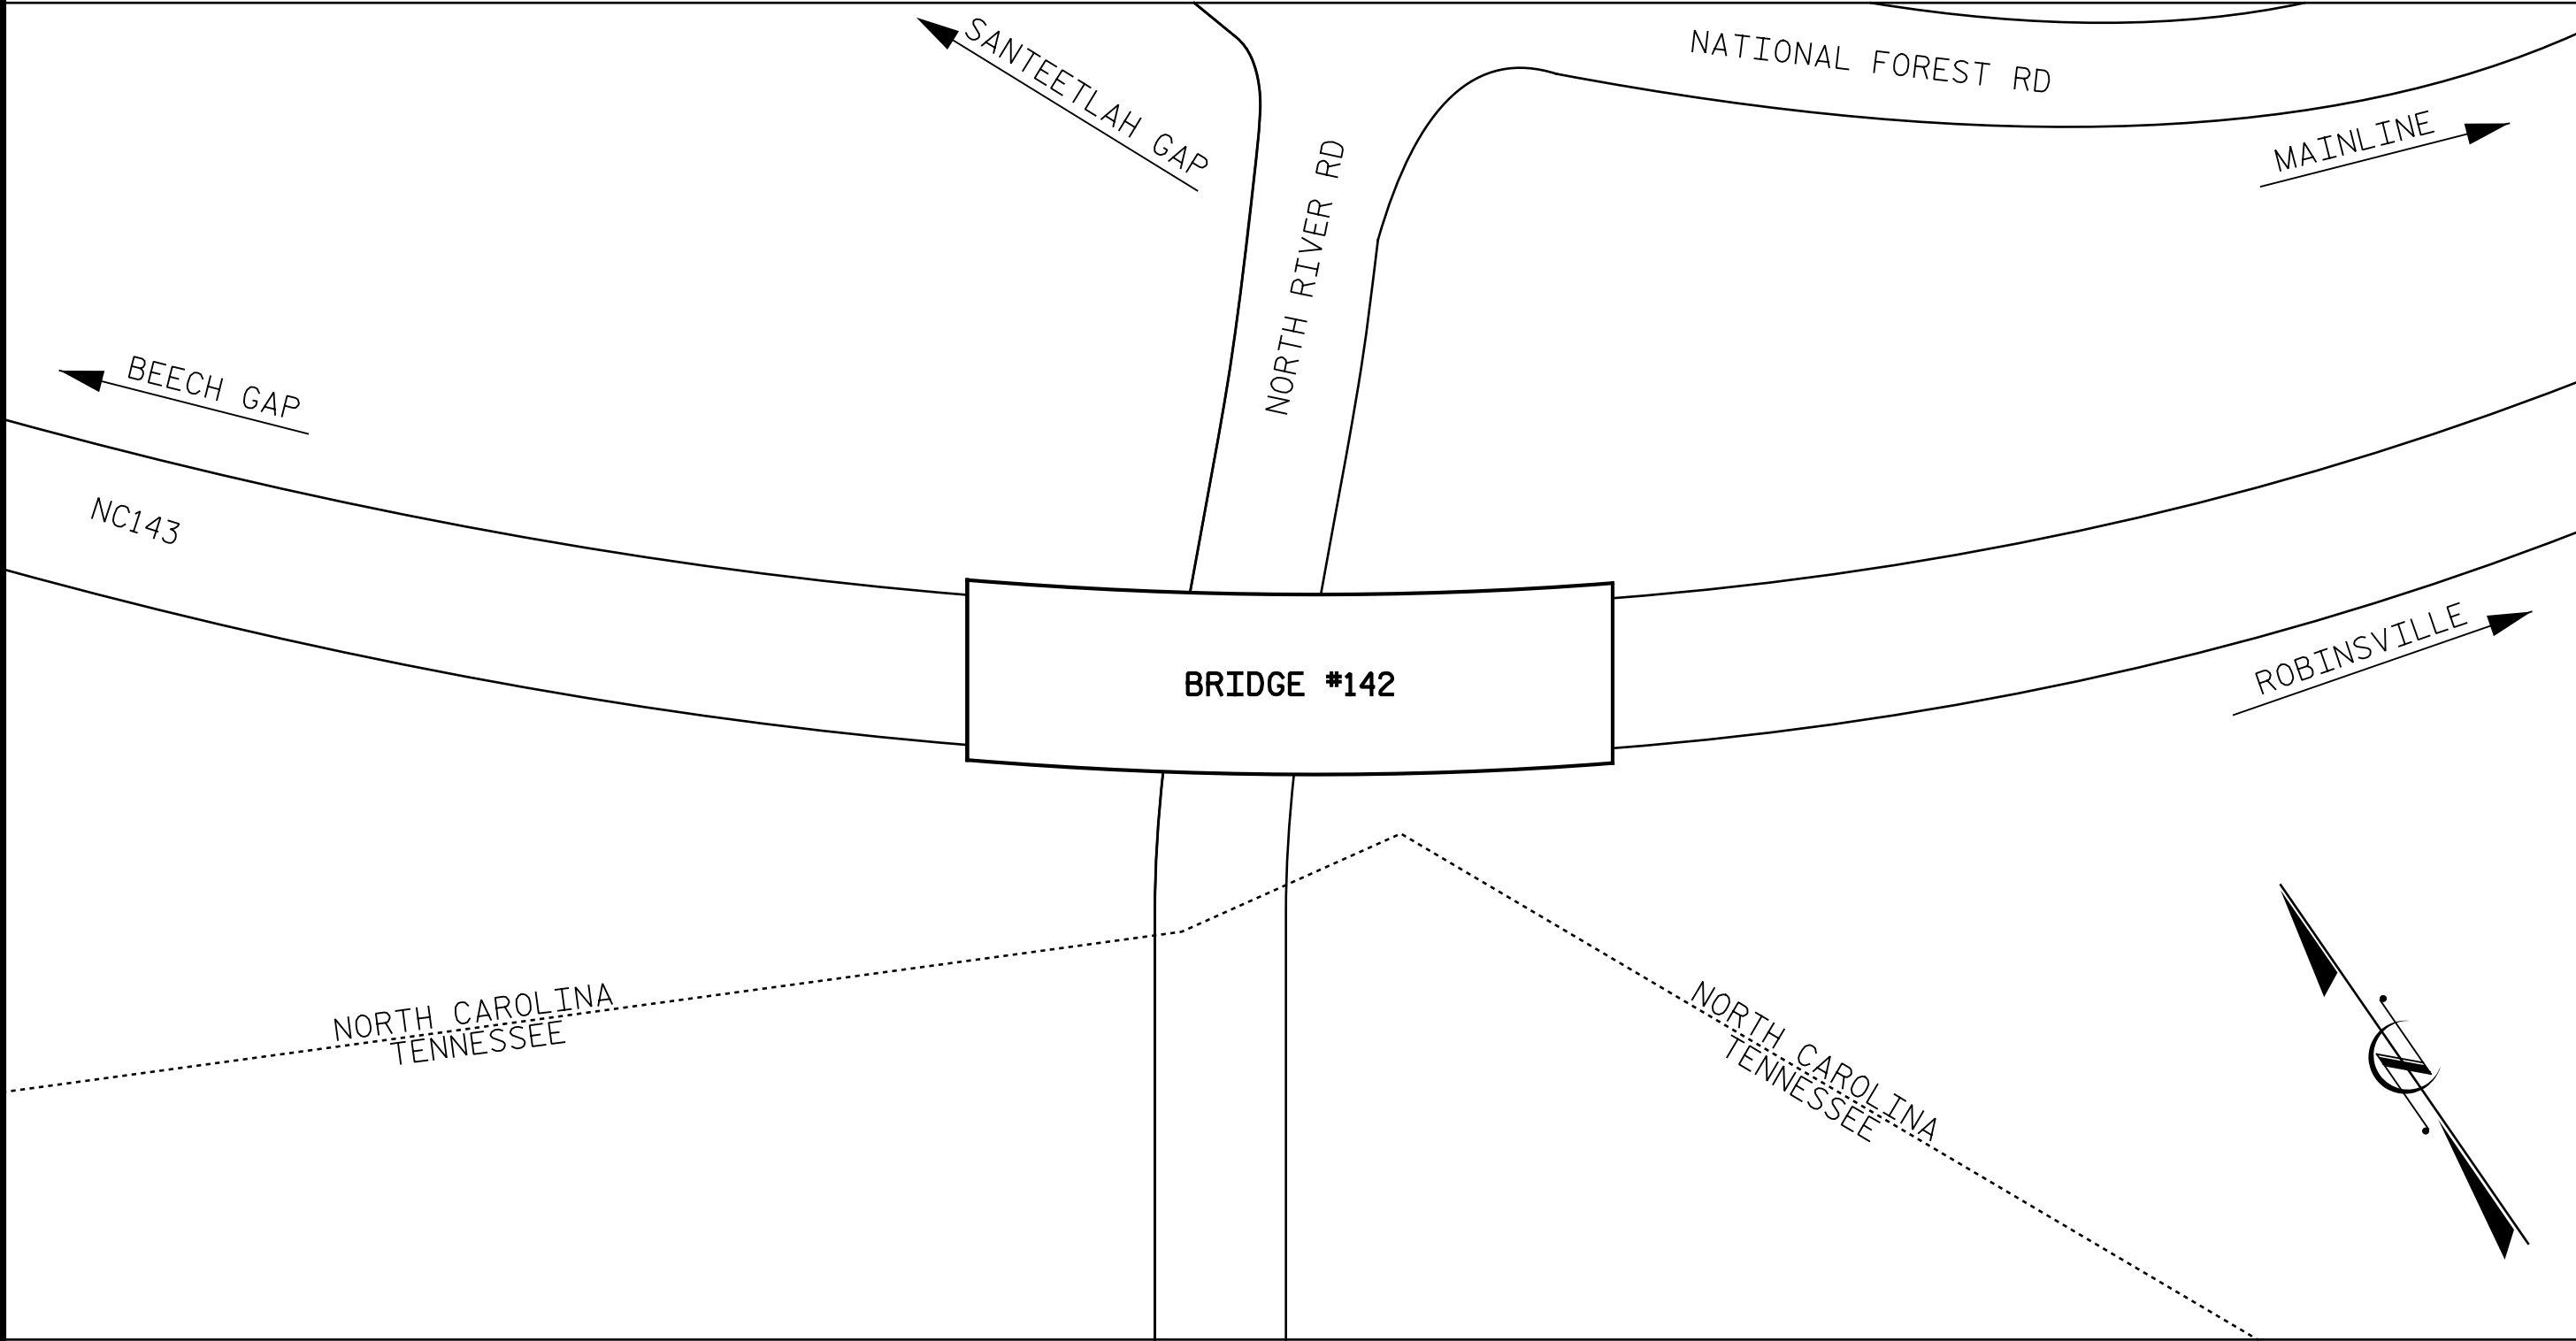 SANTEETLAH GAP
NATIONAL FOREST RD
MAINLINE
NORTH RIVER RD
BEECH GAP
NC143
ROBINSVILLE
BRIDGE #142
NORTH CAROLINA
TENNESSEE
NORTH CAROLINA
TENNESSEE
N